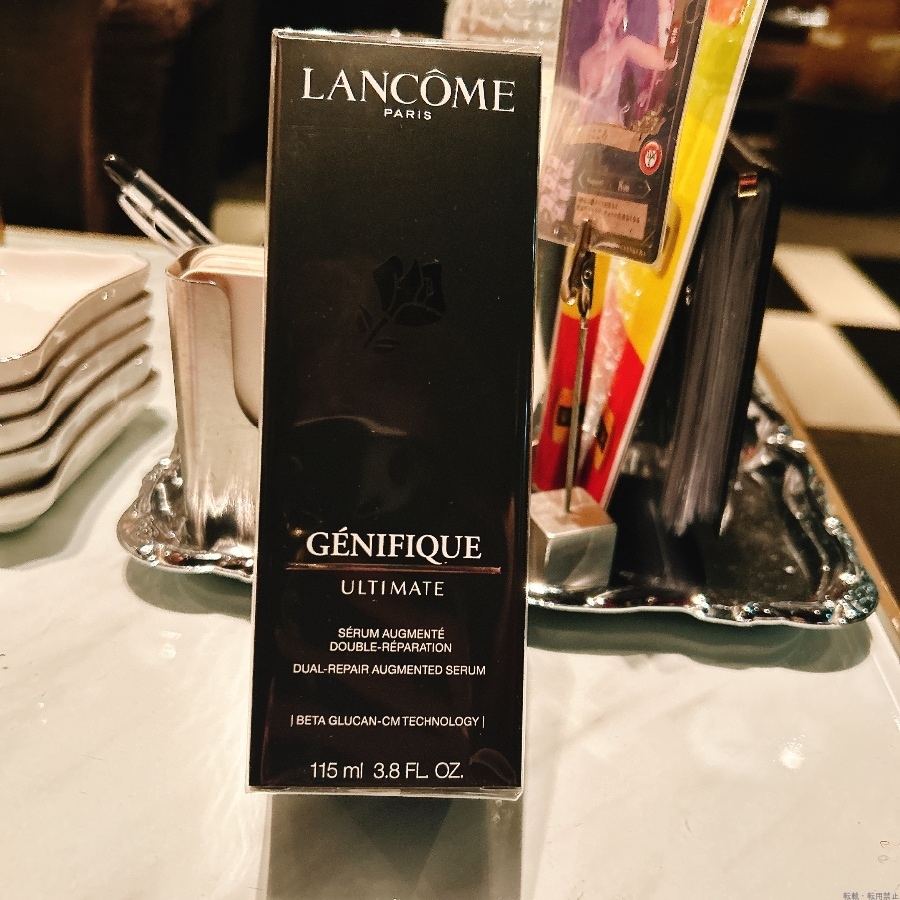 LANCÔME
PARIS
GÉNIFIQUE
ULTIMATE
SÉRUM AUGMENTÉ
DOUBLE-RÉPARATION
DUAL-REPAIR AUGMENTED SERUM
| BETA GLUCAN-CM TECHNOLOGY |
115 ml 3.8 FL. OZ.
転載・転用禁止